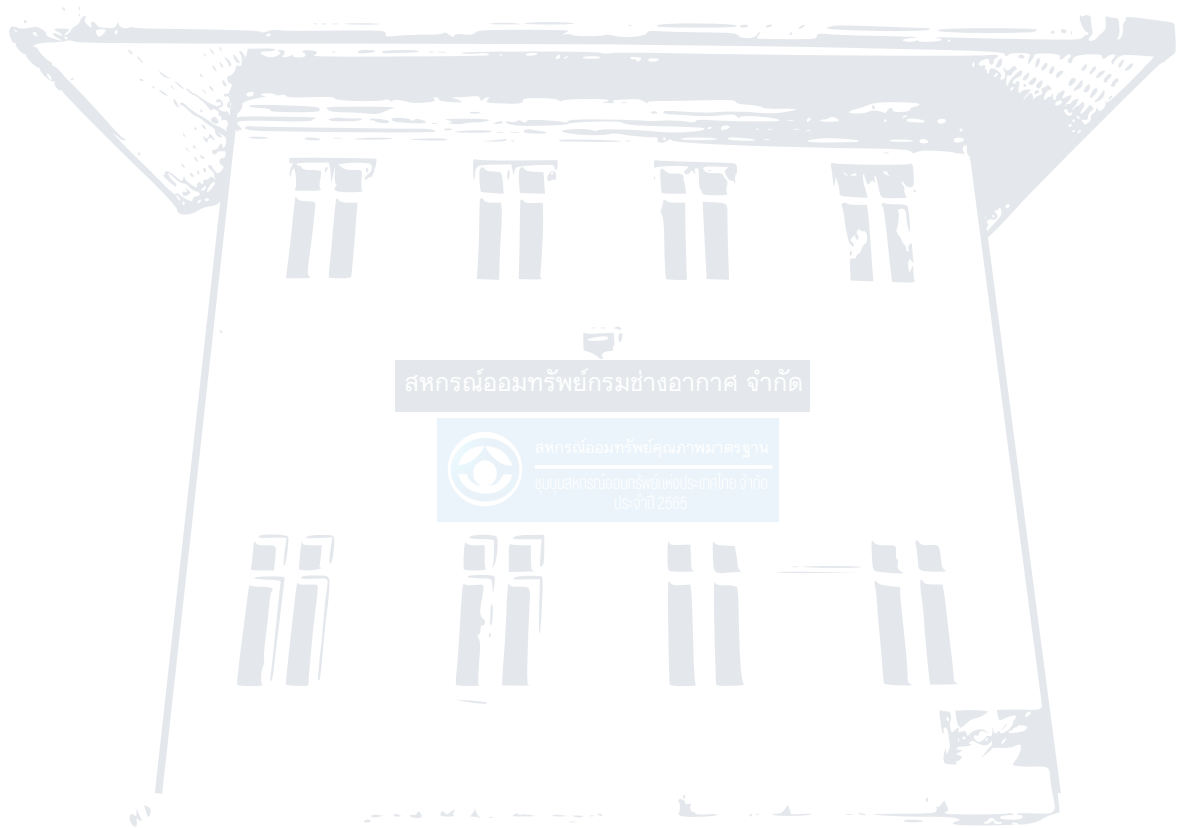 สหกรณ์ออมทรัพย์กรมช่างอากาศ จำกัด
สหกรณ์ออมทรัพย์คุณภาพมาตรฐาน
ชุมนุมสหกรณ์ออมทรัพย์แห่งประเทศไทย จำกัด
ประจำปี 2565